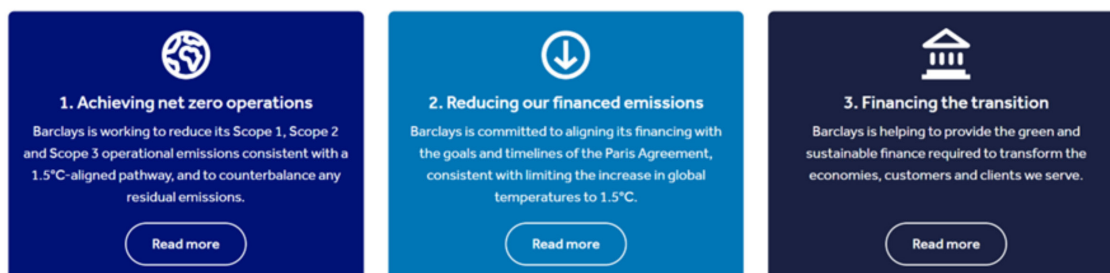 1. Achieving net zero operations
Barclays is working to reduce its Scope 1, Scope 2
and Scope 3 operational emissions consistent with a
1.5°C-aligned pathway, and to counterbalance any
residual emissions.
Read more
2. Reducing our financed emissions
Barclays is committed to aligning its financing with
the goals and timelines of the Paris Agreement,
consistent with limiting the increase in global
temperatures to 1.5°C.
Read more
3. Financing the transition
Barclays is helping to provide the green and
sustainable finance required to transform the
economies, customers and clients we serve.
Read more